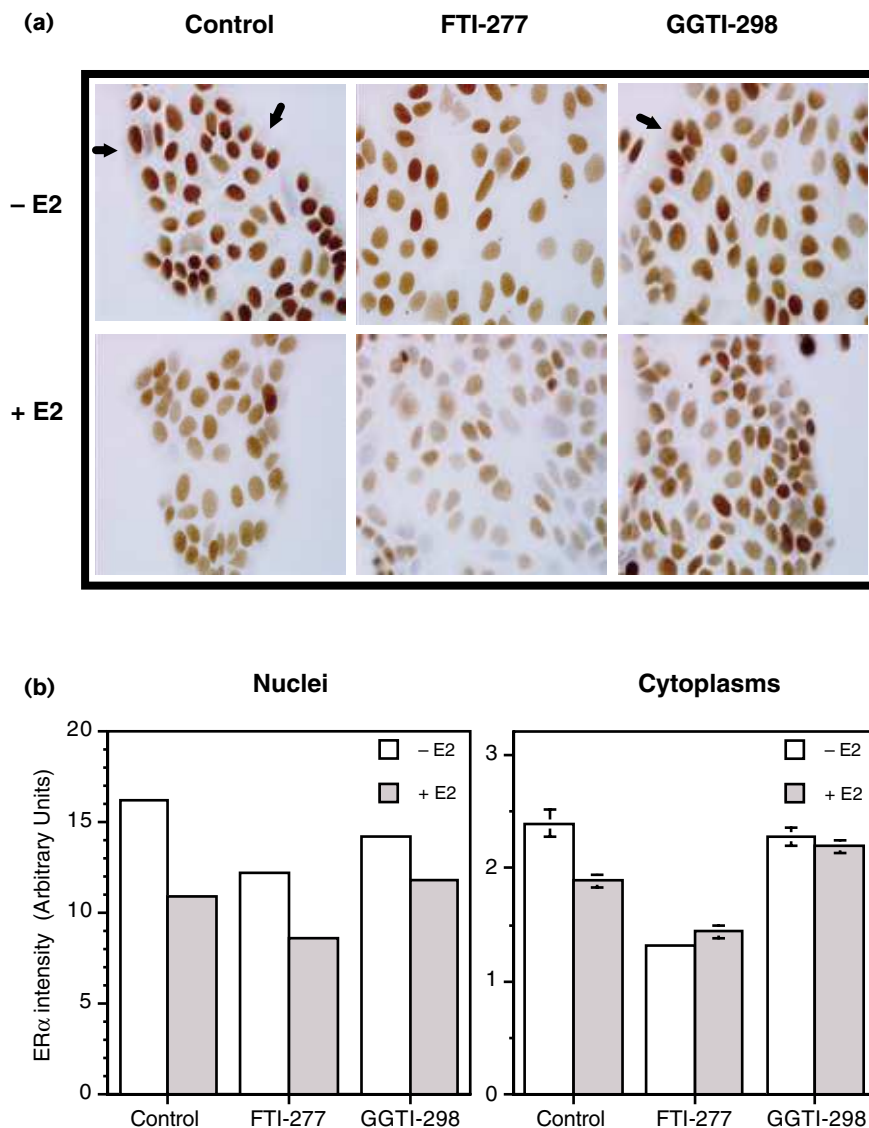 (a)
Control FTI-277 GGTI-298
– E2
+ E2
(b)
Nuclei Cytoplasms
ERα intensity (Arbitrary Units)
20
15
10
5
0
– E2
+ E2
Control FTI-277 GGTI-298
3
2
1
0
– E2
+ E2
Control FTI-277 GGTI-298